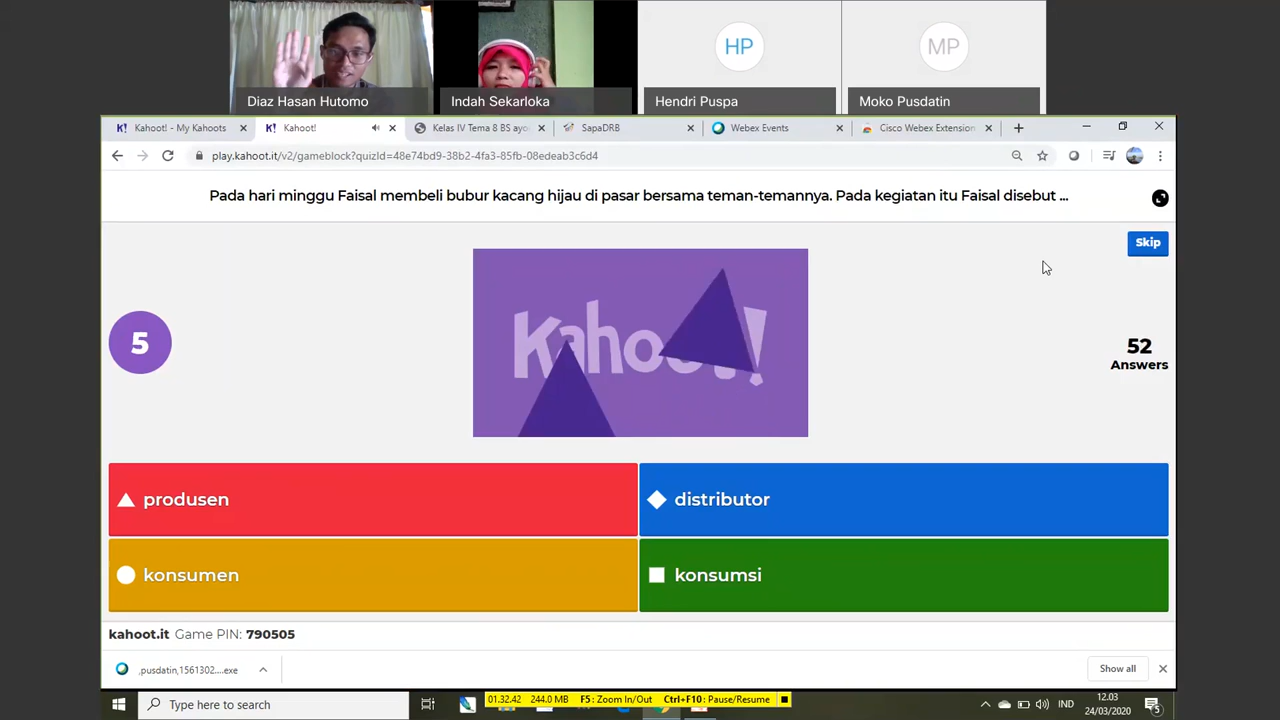 HP
MP
Diaz Hasan Hutomo
Indah Sekarloka
Hendri Puspa
Moko Pusdatin
K! Kahoot! - My Kahoots
K! Kahoot!
Kelas IV Tema 8 BS ayo
SapaDRB
Webex Events
Cisco Webex Extension
play.kahoot.it/v2/gameblock?quizId=48e74bd9-38b2-4fa3-85fb-08edeab3c6d4
Pada hari minggu Faisal membeli bubur kacang hijau di pasar bersama teman-temannya. Pada kegiatan itu Faisal disebut ...
Skip
Kahoot!
5
52
Answers
produsen
distributor
konsumen
konsumsi
kahoot.it Game PIN: 790505
,pusdatin,1561302....exe
Show all
Type here to search
01.32.42 244.0 MB F5: Zoom In/Out Ctrl+F10: Pause/Resume
IND
12.03
24/03/2020
5